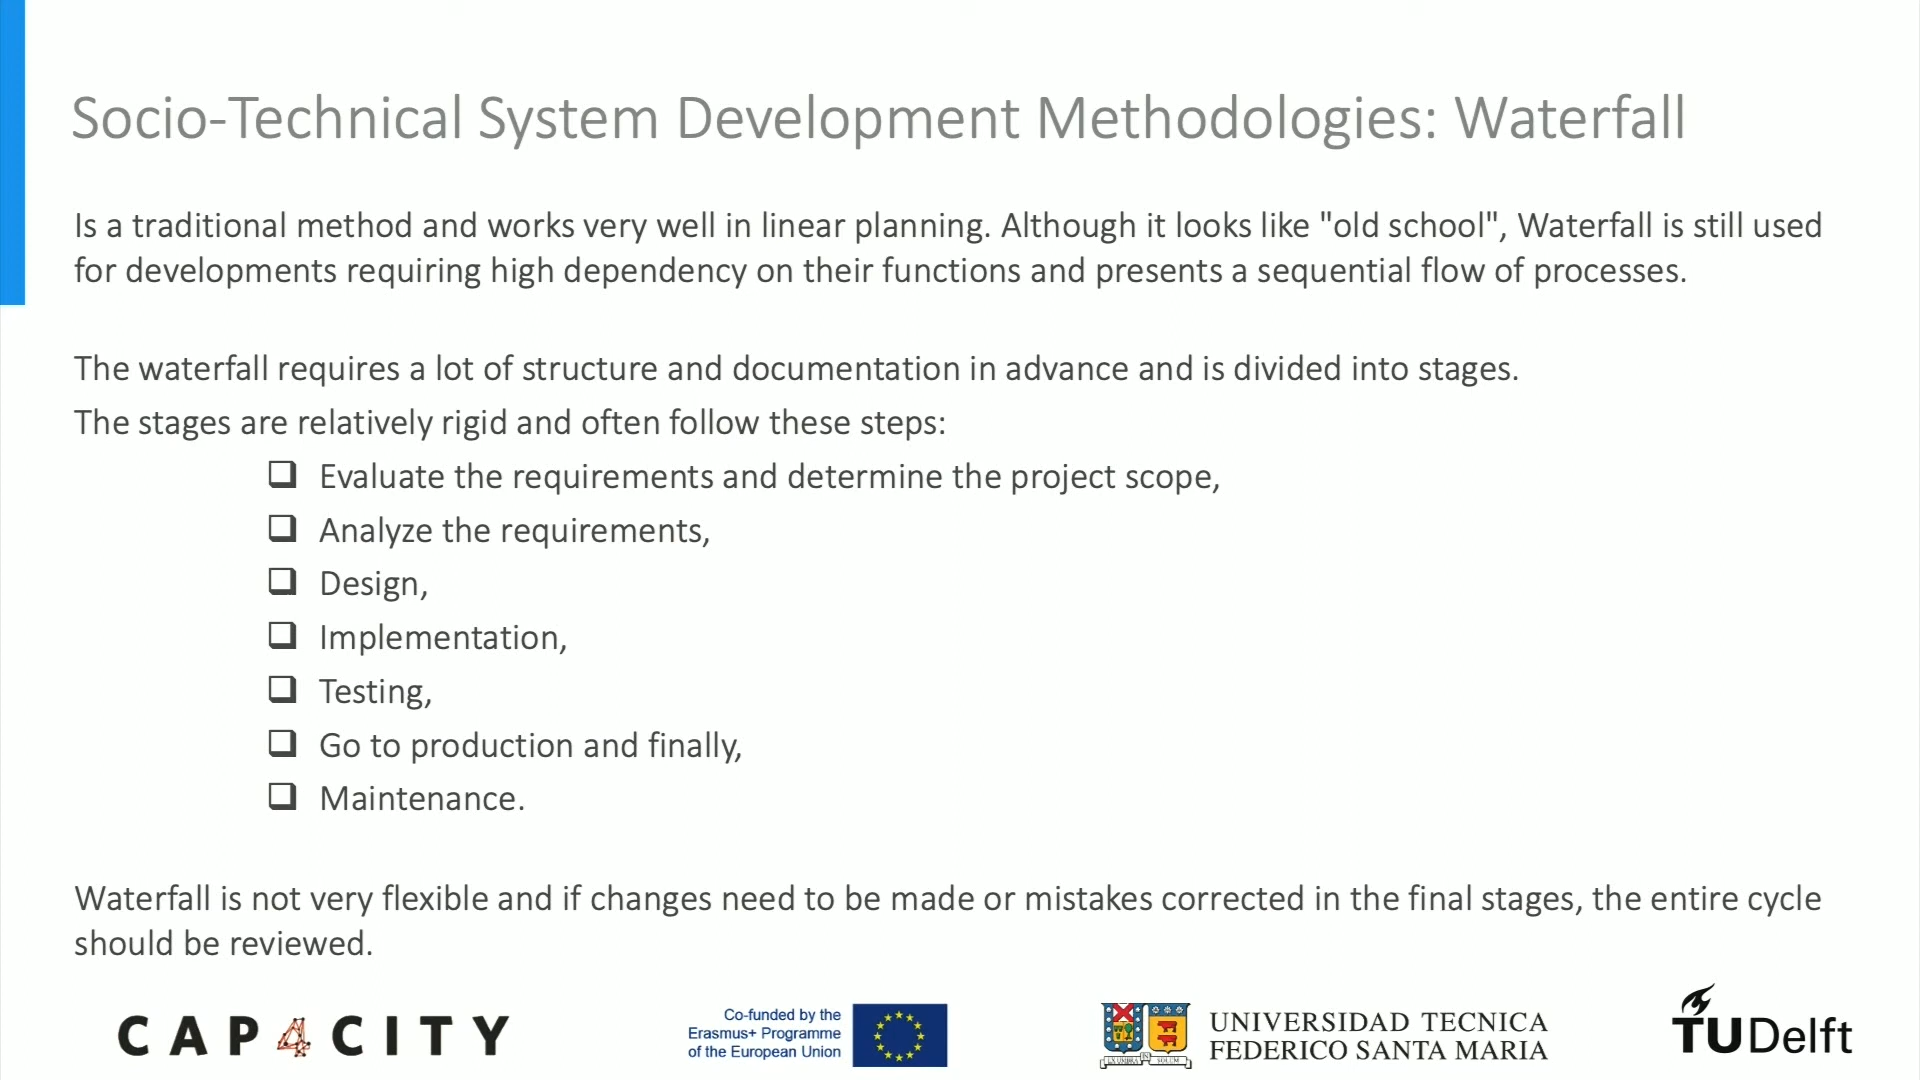 Socio-Technical System Development Methodologies: Waterfall
Is a traditional method and works very well in linear planning. Although it looks like "old school", Waterfall is still used
for developments requiring high dependency on their functions and presents a sequential flow of processes.
The waterfall requires a lot of structure and documentation in advance and is divided into stages.
The stages are relatively rigid and often follow these steps:
❑ Evaluate the requirements and determine the project scope,
❑ Analyze the requirements,
❑ Design,
❑ Implementation,
❑ Testing,
❑ Go to production and finally,
❑ Maintenance.
Waterfall is not very flexible and if changes need to be made or mistakes corrected in the final stages, the entire cycle
should be reviewed.
CAP4CITY
Co-funded by the
Erasmus+ Programme
of the European Union
EX UMBRA IN SOLEM
UNIVERSIDAD TECNICA
FEDERICO SANTA MARIA
TUDelft